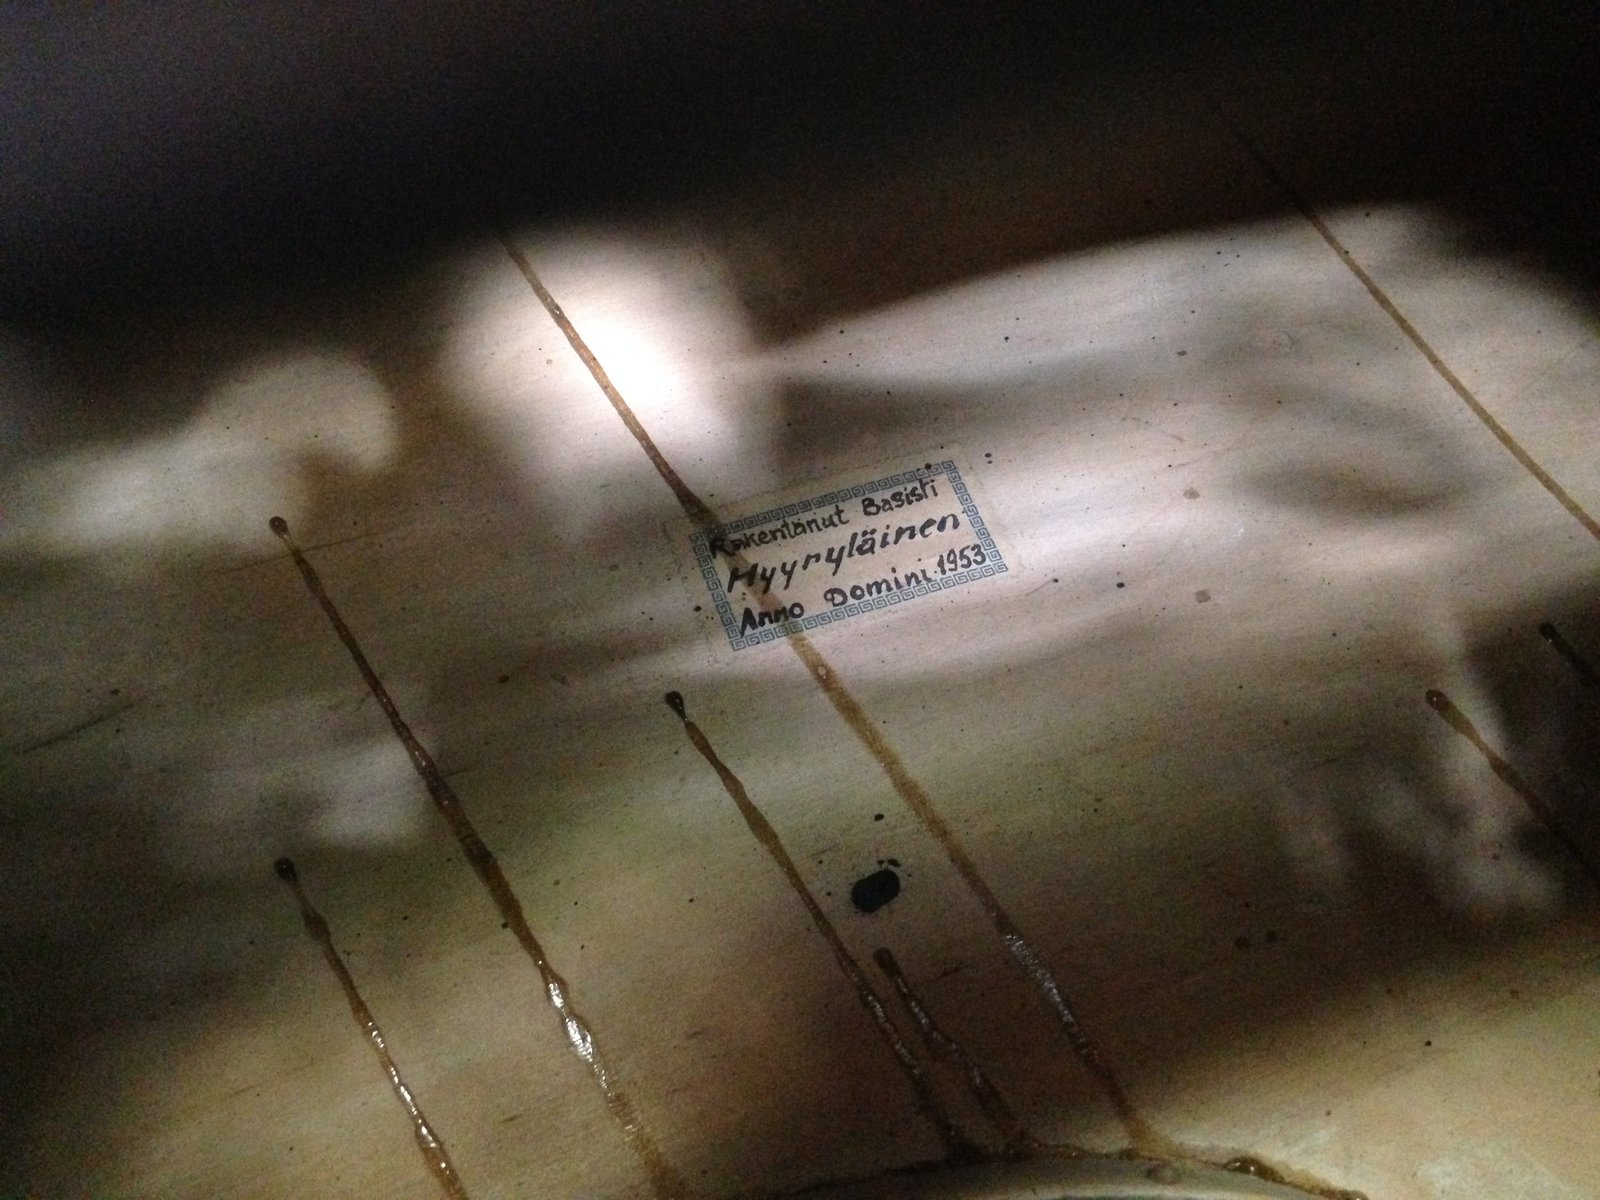 Rakentanut Basisti
Hyyryläinen
Anno Domini 1953